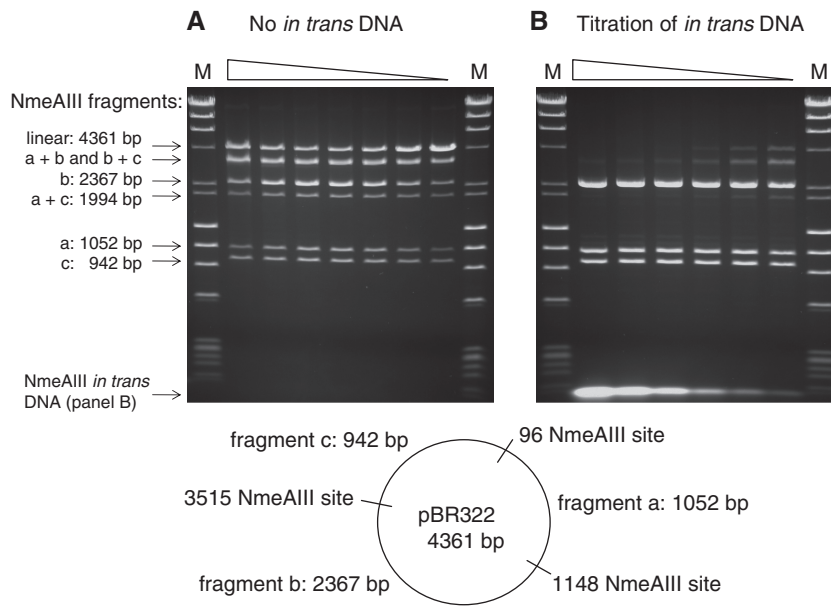 A No in trans DNA
B Titration of in trans DNA
M M M M
NmeAIII fragments:
linear: 4361 bp
a + b and b + c
b: 2367 bp
a + c: 1994 bp
a: 1052 bp
c: 942 bp
NmeAIII in trans
DNA (panel B)
fragment c: 942 bp
96 NmeAIII site
3515 NmeAIII site
fragment a: 1052 bp
pBR322
4361 bp
fragment b: 2367 bp
1148 NmeAIII site